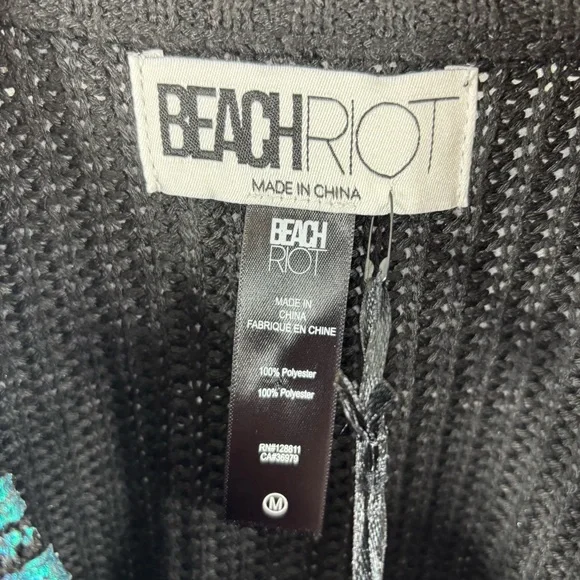 BEACHRIOT
MADE IN CHINA
BEACH
RIOT
MADE IN
CHINA
FABRIQUE EN CHINE
100% Polyester
100% Polyester
RN#128811
CA#36979
M